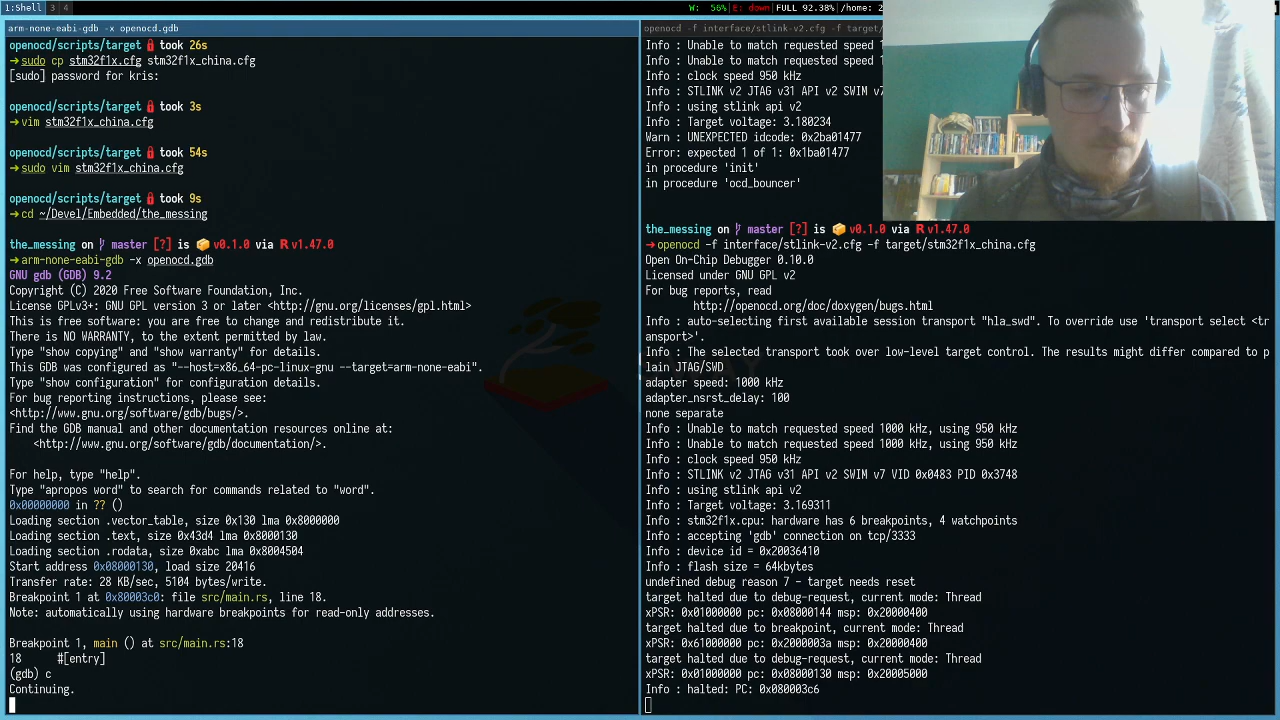 1:Shell 3 4
W: 56% E: down FULL 92.38% /home: 2
arm-none-eabi-gdb -x openocd.gdb
openocd/scripts/target took 26s
➜ sudo cp stm32f1x.cfg stm32f1x_china.cfg
[sudo] password for kris:
openocd/scripts/target took 3s
➜ vim stm32f1x_china.cfg
openocd/scripts/target took 54s
➜ sudo vim stm32f1x_china.cfg
openocd/scripts/target took 9s
➜ cd ~/Devel/Embedded/the_messing
the_messing on master [?] is 📦 v0.1.0 via R v1.47.0
➜ arm-none-eabi-gdb -x openocd.gdb
GNU gdb (GDB) 9.2
Copyright (C) 2020 Free Software Foundation, Inc.
License GPLv3+: GNU GPL version 3 or later <http://gnu.org/licenses/gpl.html>
This is free software: you are free to change and redistribute it.
There is NO WARRANTY, to the extent permitted by law.
Type "show copying" and "show warranty" for details.
This GDB was configured as "--host=x86_64-pc-linux-gnu --target=arm-none-eabi".
Type "show configuration" for configuration details.
For bug reporting instructions, please see:
<http://www.gnu.org/software/gdb/bugs/>.
Find the GDB manual and other documentation resources online at:
<http://www.gnu.org/software/gdb/documentation/>.
For help, type "help".
Type "apropos word" to search for commands related to "word".
0x00000000 in ?? ()
Loading section .vector_table, size 0x130 lma 0x8000000
Loading section .text, size 0x43d4 lma 0x8000130
Loading section .rodata, size 0xabc lma 0x8004504
Start address 0x08000130, load size 20416
Transfer rate: 28 KB/sec, 5104 bytes/write.
Breakpoint 1 at 0x80003c0: file src/main.rs, line 18.
Note: automatically using hardware breakpoints for read-only addresses.
Breakpoint 1, main () at src/main.rs:18
18 #[entry]
(gdb) c
Continuing.
openocd -f interface/stlink-v2.cfg -f target/
Info : Unable to match requested speed 1
Info : Unable to match requested speed 1
Info : clock speed 950 kHz
Info : STLINK v2 JTAG v31 API v2 SWIM v7
Info : using stlink api v2
Info : Target voltage: 3.180234
Warn : UNEXPECTED idcode: 0x2ba01477
Error: expected 1 of 1: 0x1ba01477
in procedure 'init'
in procedure 'ocd_bouncer'
the_messing on master [?] is 📦 v0.1.0 via R v1.47.0
➜ openocd -f interface/stlink-v2.cfg -f target/stm32f1x_china.cfg
Open On-Chip Debugger 0.10.0
Licensed under GNU GPL v2
For bug reports, read
http://openocd.org/doc/doxygen/bugs.html
Info : auto-selecting first available session transport "hla_swd". To override use 'transport select <tr
ansport>'.
Info : The selected transport took over low-level target control. The results might differ compared to p
lain JTAG/SWD
adapter speed: 1000 kHz
adapter_nsrst_delay: 100
none separate
Info : Unable to match requested speed 1000 kHz, using 950 kHz
Info : Unable to match requested speed 1000 kHz, using 950 kHz
Info : clock speed 950 kHz
Info : STLINK v2 JTAG v31 API v2 SWIM v7 VID 0x0483 PID 0x3748
Info : using stlink api v2
Info : Target voltage: 3.169311
Info : stm32f1x.cpu: hardware has 6 breakpoints, 4 watchpoints
Info : accepting 'gdb' connection on tcp/3333
Info : device id = 0x20036410
Info : flash size = 64kbytes
undefined debug reason 7 - target needs reset
target halted due to debug-request, current mode: Thread
xPSR: 0x01000000 pc: 0x08000144 msp: 0x20000400
target halted due to breakpoint, current mode: Thread
xPSR: 0x61000000 pc: 0x2000003a msp: 0x20000400
target halted due to debug-request, current mode: Thread
xPSR: 0x01000000 pc: 0x08000130 msp: 0x20005000
Info : halted: PC: 0x080003c6